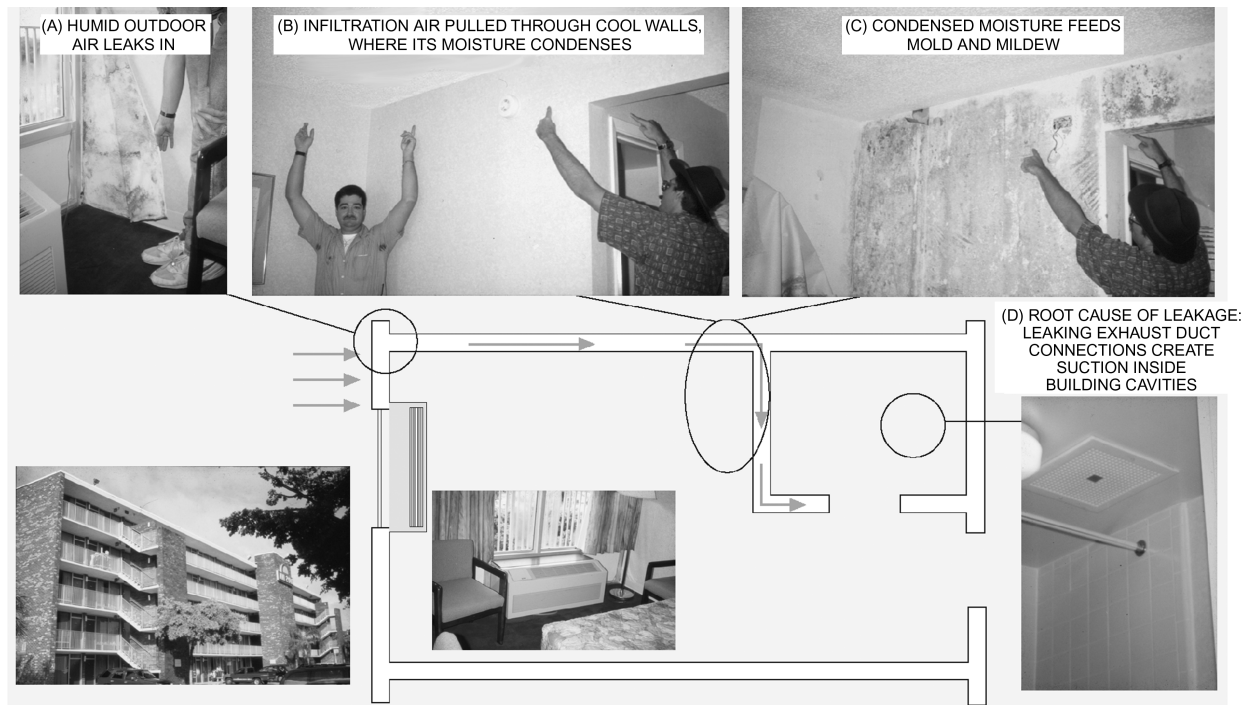 (A) HUMID OUTDOOR
AIR LEAKS IN
(B) INFILTRATION AIR PULLED THROUGH COOL WALLS,
WHERE ITS MOISTURE CONDENSES
(C) CONDENSED MOISTURE FEEDS
MOLD AND MILDEW
(D) ROOT CAUSE OF LEAKAGE:
LEAKING EXHAUST DUCT
CONNECTIONS CREATE
SUCTION INSIDE
BUILDING CAVITIES